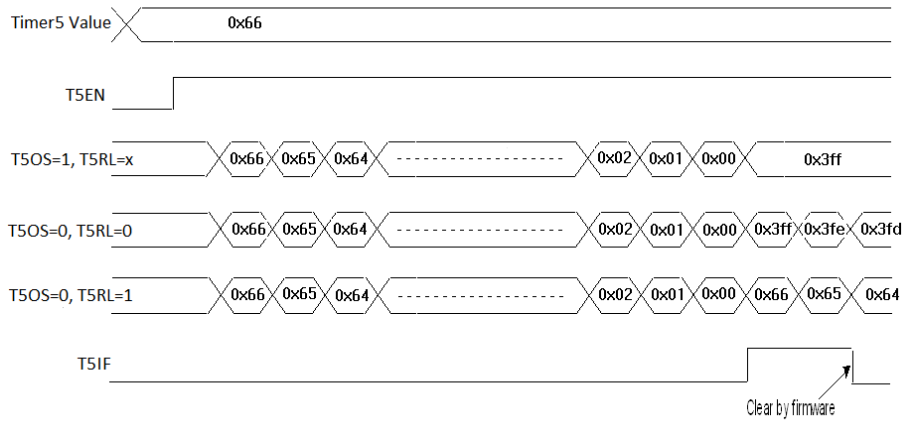 Timer5 Value 0x66
T5EN
T5OS=1, T5RL=x 0x66 0x65 0x64 0x02 0x01 0x00 0x3ff
T5OS=0, T5RL=0 0x66 0x65 0x64 0x02 0x01 0x00 0x3ff 0x3fe 0x3fd
T5OS=0, T5RL=1 0x66 0x65 0x64 0x02 0x01 0x00 0x66 0x65 0x64
T5IF
Clear by firmware